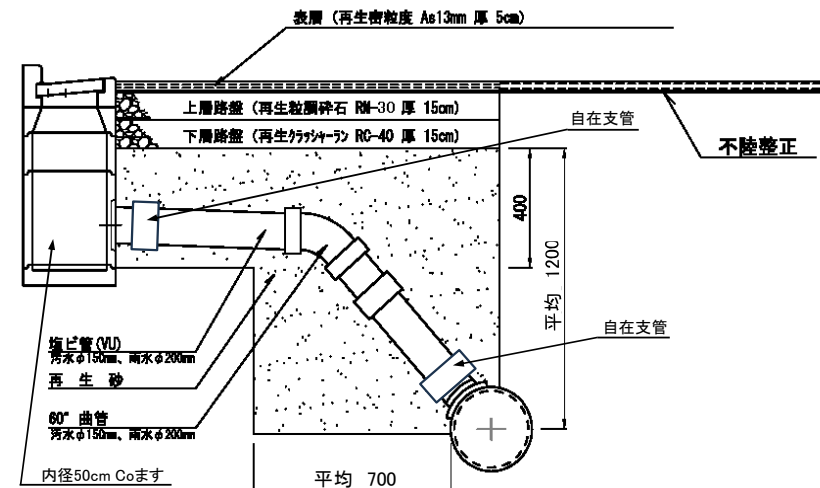 表層 (再生密粒度 As13mm 厚 5cm)
上層路盤 (再生粒調砕石 RM-30 厚 15cm)
下層路盤 (再生クラッシャーラン RC-40 厚 15cm)
自在支管
不陸整正
400
平均 1200
自在支管
塩ビ管(VU)
汚水φ150mm、雨水φ200mm
再 生 砂
60° 曲管
汚水φ150mm、雨水φ200mm
内径50cm Coます
平均 700